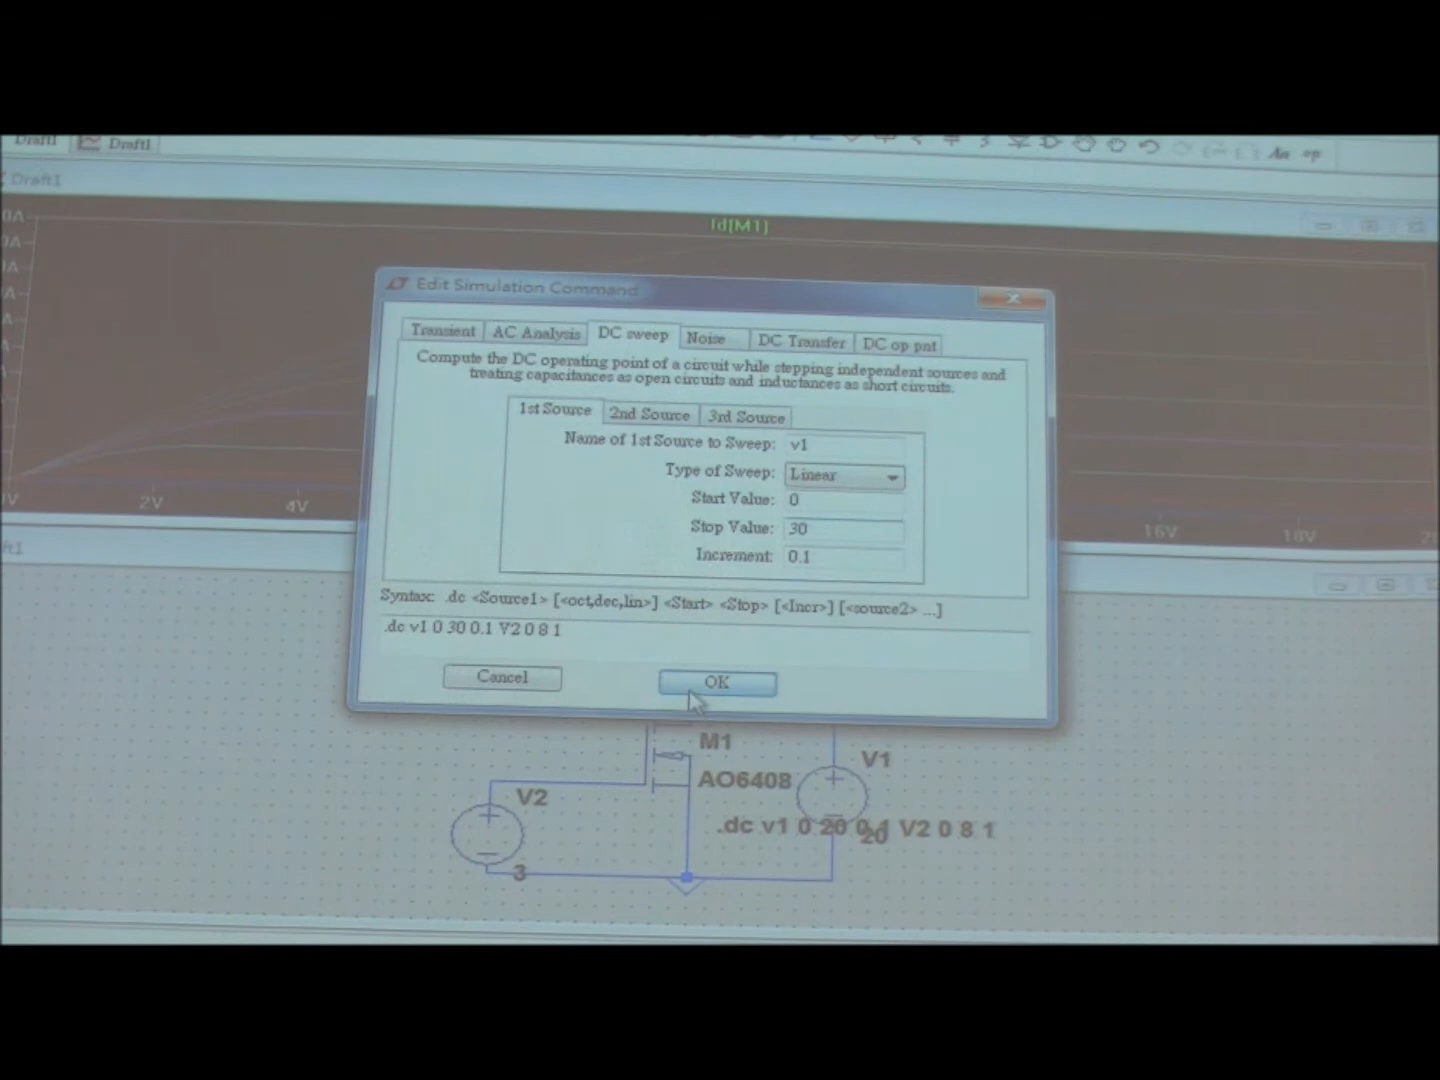 Draft1 Draft1
Draft1
Id[M1]
0A
0A
0A
0V 2V 4V 16V 18V
Edit Simulation Command
Transient AC Analysis DC sweep Noise DC Transfer DC op pnt
Compute the DC operating point of a circuit while stepping independent sources and
treating capacitances as open circuits and inductances as short circuits.
1st Source 2nd Source 3rd Source
Name of 1st Source to Sweep: v1
Type of Sweep: Linear
Start Value: 0
Stop Value: 30
Increment: 0.1
Syntax: .dc <Source1> [<oct,dec,lin>] <Start> <Stop> [<Incr>] [<source2> ...]
.dc v1 0 30 0.1 V2 0 8 1
Cancel OK
M1
AO6408
V1
V2
.dc v1 0 20 0.1 V2 0 8 1
20
3